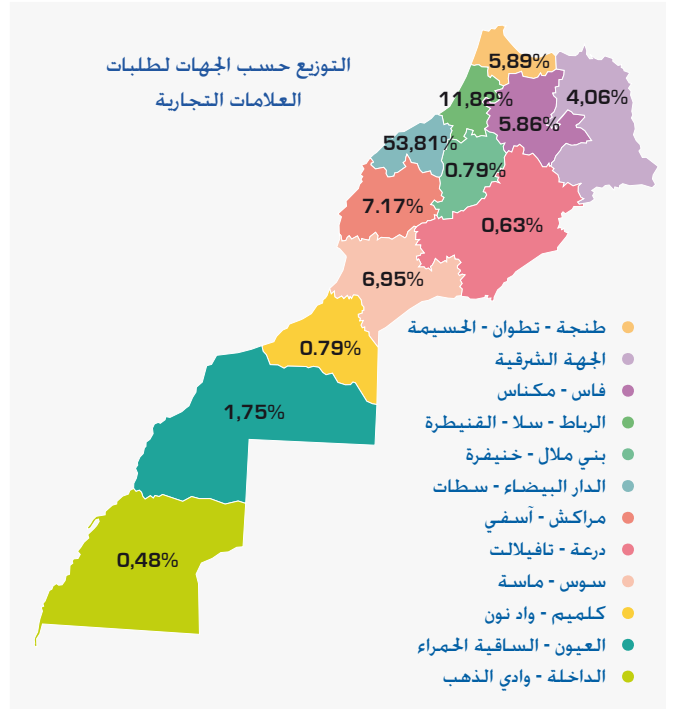 التوزيع حسب الجهات لطلبات
العلامات التجارية
5,89%
4,06%
11,82%
5.86%
53,81%
0.79%
7.17%
0,63%
6,95%
0.79%
1,75%
0,48%
طنجة - تطوان - الحسيمة
الجهة الشرقية
فاس - مكناس
الرباط - سلا - القنيطرة
بني ملال - خنيفرة
الدار البيضاء - سطات
مراكش - آسفي
درعة - تافيلالت
سوس - ماسة
كلميم - واد نون
العيون - الساقية الحمراء
الداخلة - وادي الذهب